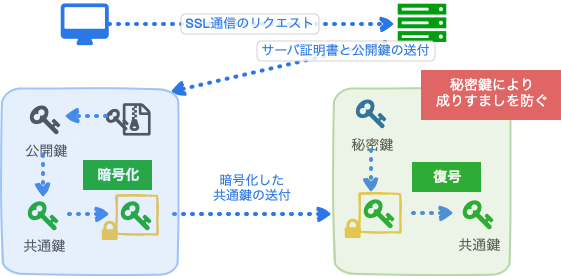 SSL通信のリクエスト
サーバ証明書と公開鍵の送付
秘密鍵により
成りすましを防ぐ
公開鍵
秘密鍵
暗号化
復号
暗号化した
共通鍵の送付
共通鍵
共通鍵